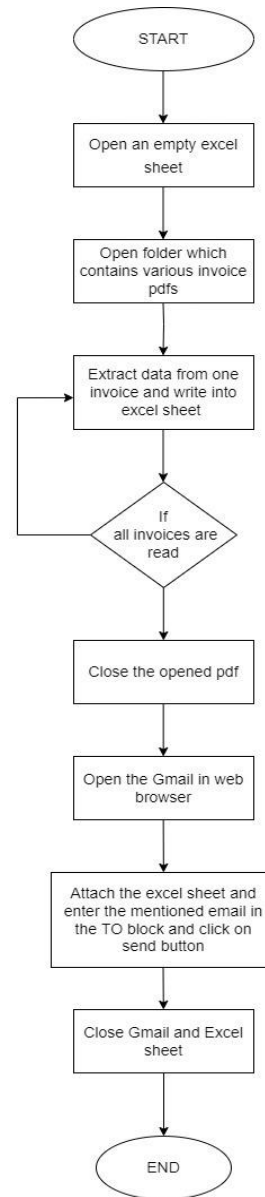 START
Open an empty excel
sheet
Open folder which
contains various invoice
pdfs
Extract data from one
invoice and write into
excel sheet
If
all invoices are
read
Close the opened pdf
Open the Gmail in web
browser
Attach the excel sheet and
enter the mentioned email in
the TO block and click on
send button
Close Gmail and Excel
sheet
END